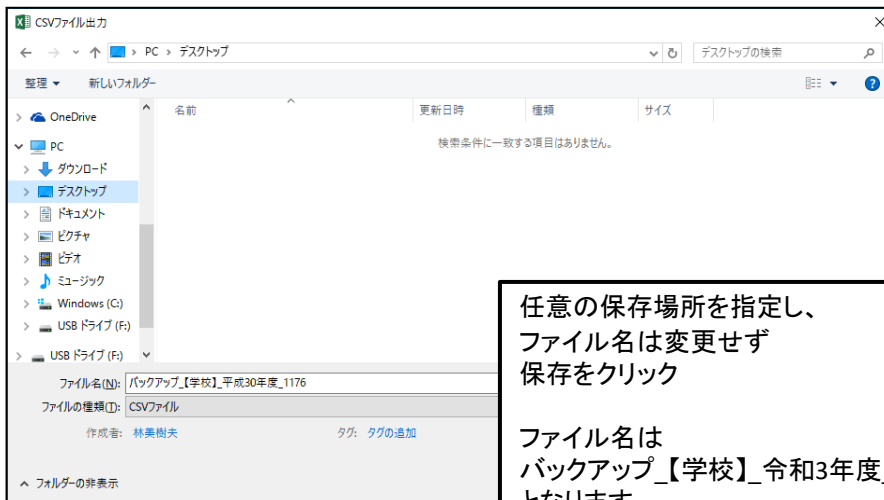 CSVファイル出力
PC › デスクトップ
デスクトップの検索
整理 新しいフォルダー
名前 更新日時 種類 サイズ
検索条件に一致する項目はありません。
OneDrive
PC
ダウンロード
デスクトップ
ドキュメント
ピクチャ
ビデオ
ミュージック
Windows (C:)
USB ドライブ (F:)
USB ドライブ (F:)
ファイル名(N): バックアップ_【学校】_平成30年度_1176
ファイルの種類(T): CSVファイル
作成者: 林美樹夫 タグ: タグの追加
フォルダーの非表示
任意の保存場所を指定し、
ファイル名は変更せず
保存をクリック
ファイル名は
バックアップ_【学校】_令和3年度_
となります